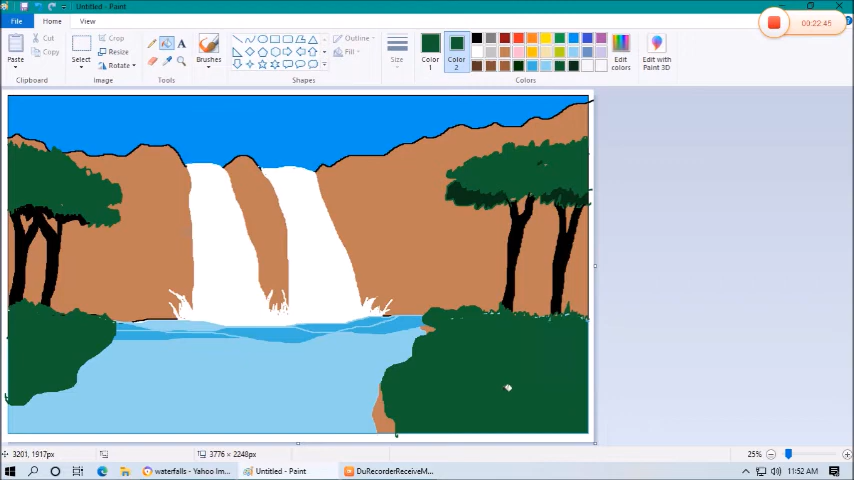 Untitled - Paint
File Home View
Paste
Cut
Copy
Clipboard
Select
Crop
Resize
Rotate
Image
A
Tools
Brushes
Outline
Fill
Shapes
Size
Color 1
Color 2
Edit colors
Colors
Edit with Paint 3D
00:22:45
3201, 1917px
3776 × 2248px
25%
waterfalls - Yahoo Im...
Untitled - Paint
DuRecorderReceiveM...
11:52 AM